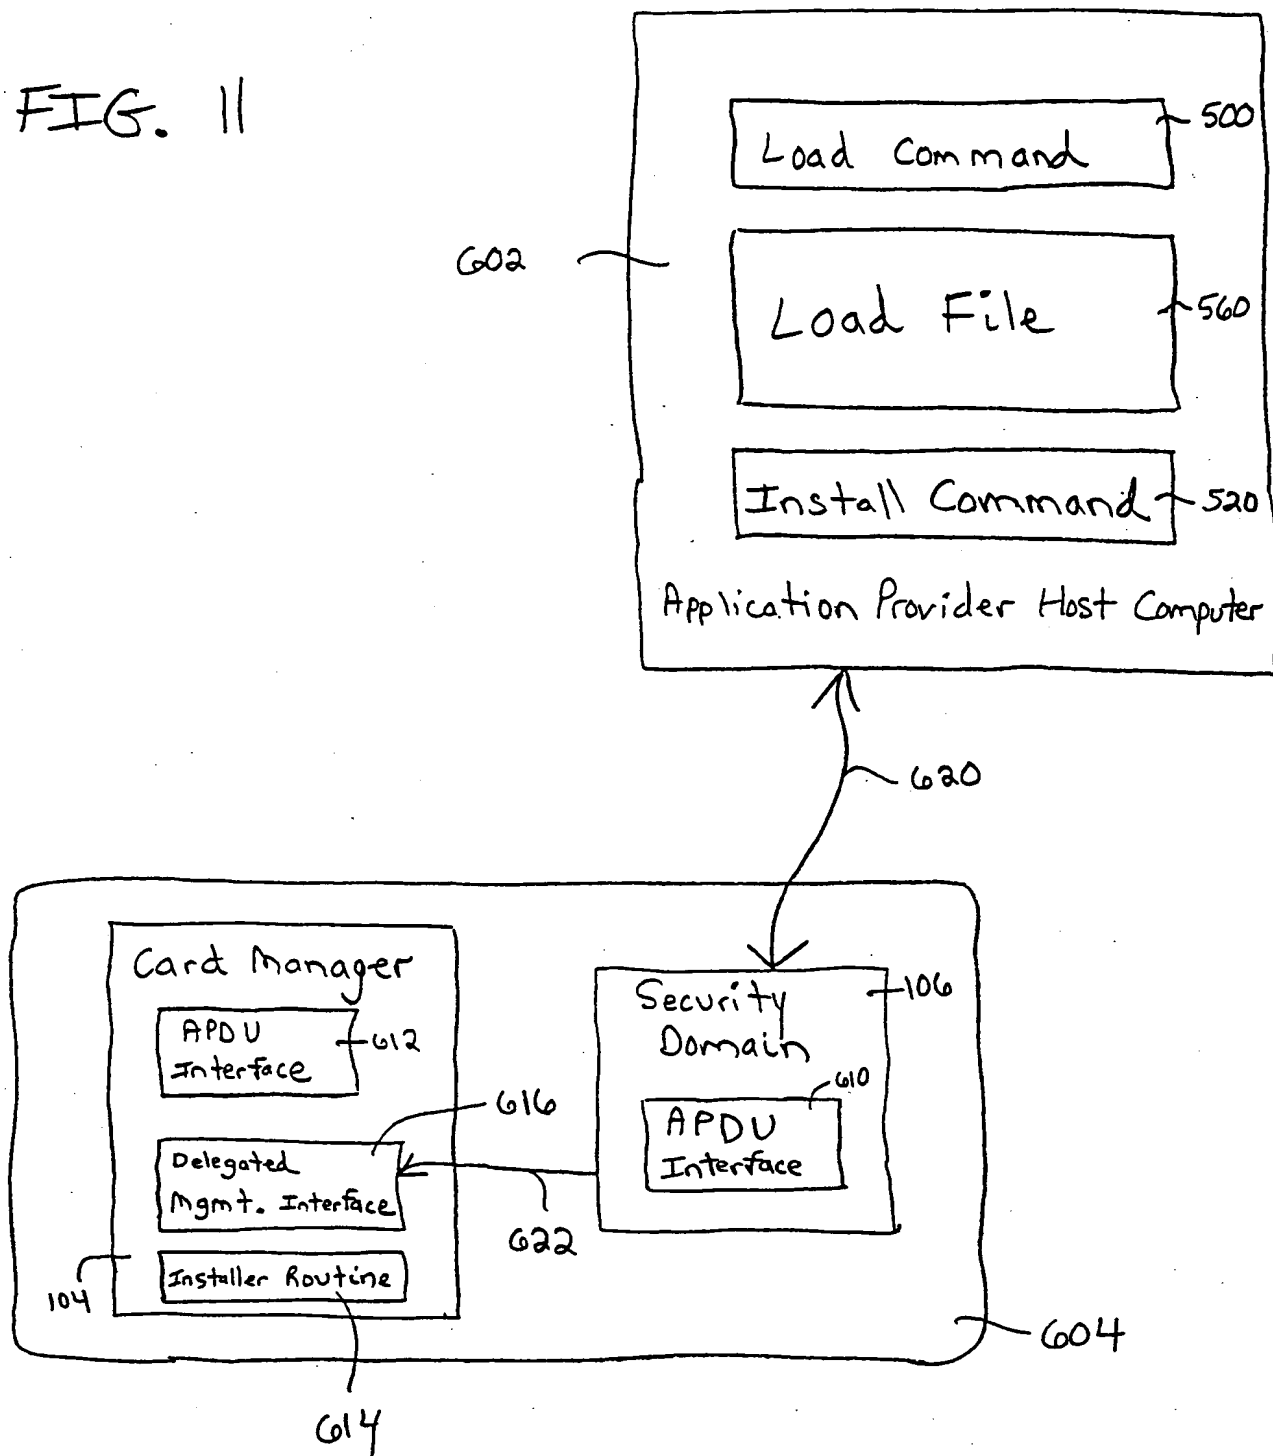 FIG. 11
Load Command
500
602
Load File
560
Install Command
520
Application Provider Host Computer
620
Card Manager
APDU
Interface
612
616
Delegated
Mgmt. Interface
Installer Routine
104
614
622
Security
Domain
106
610
APDU
Interface
604